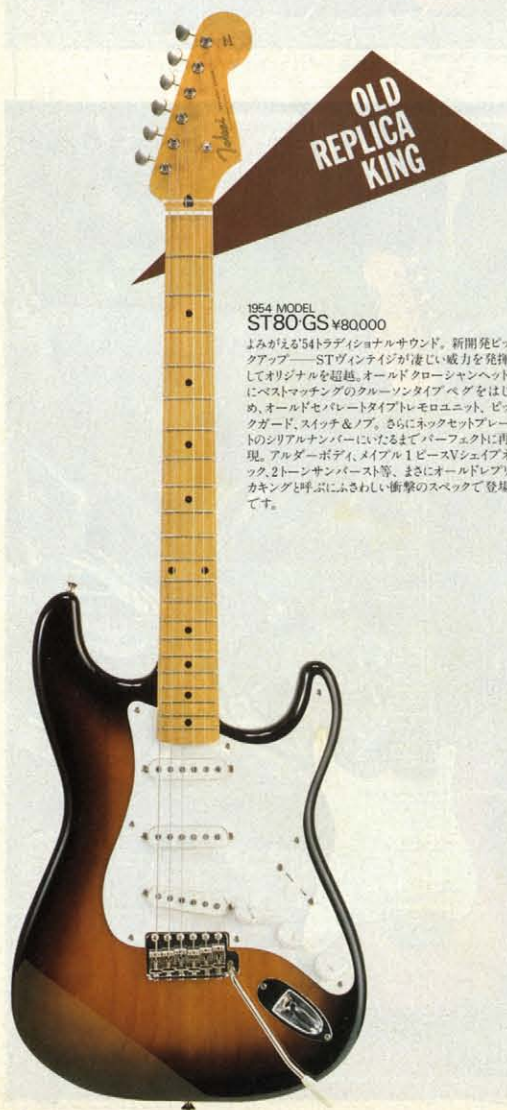 Tokai
OLD
REPLICA
KING
1954 MODEL
ST80·GS ¥80,000
よみがえる'54トラディショナルサウンド。新開発ピッ
クアップ——STヴィンテイジが凄じい威力を発揮
してオリジナルを超越。オールドクローシャンヘッド
にベストマッチングのクルーソンタイプペグをはじ
め、オールドセパレートタイプトレモロユニット、ピッ
クガード、スイッチ&ノブ。さらにネックセットプレー
トのシリアルナンバーにいたるまでパーフェクトに再
現。アルダーボディ、メイプル1ピースVシェイプネ
ック、2トーンサンバースト等、まさにオールドレプリ
カキングと呼ぶにふさわしい衝撃のスペックで登場
です。